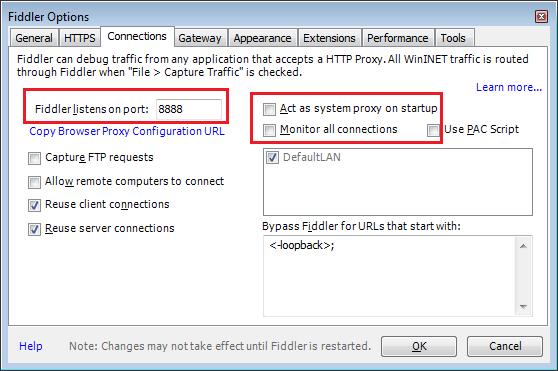 Fiddler Options
General HTTPS Connections Gateway Appearance Extensions Performance Tools
Fiddler can debug traffic from any application that accepts a HTTP Proxy. All WinINET traffic is routed
through Fiddler when "File > Capture Traffic" is checked.
Learn more...
Fiddler listens on port: 8888
Act as system proxy on startup
Copy Browser Proxy Configuration URL
Monitor all connections
Use PAC Script
Capture FTP requests
DefaultLAN
Allow remote computers to connect
Reuse client connections
Reuse server connections
Bypass Fiddler for URLs that start with:
<-loopback>;
Help
Note: Changes may not take effect until Fiddler is restarted.
OK
Cancel